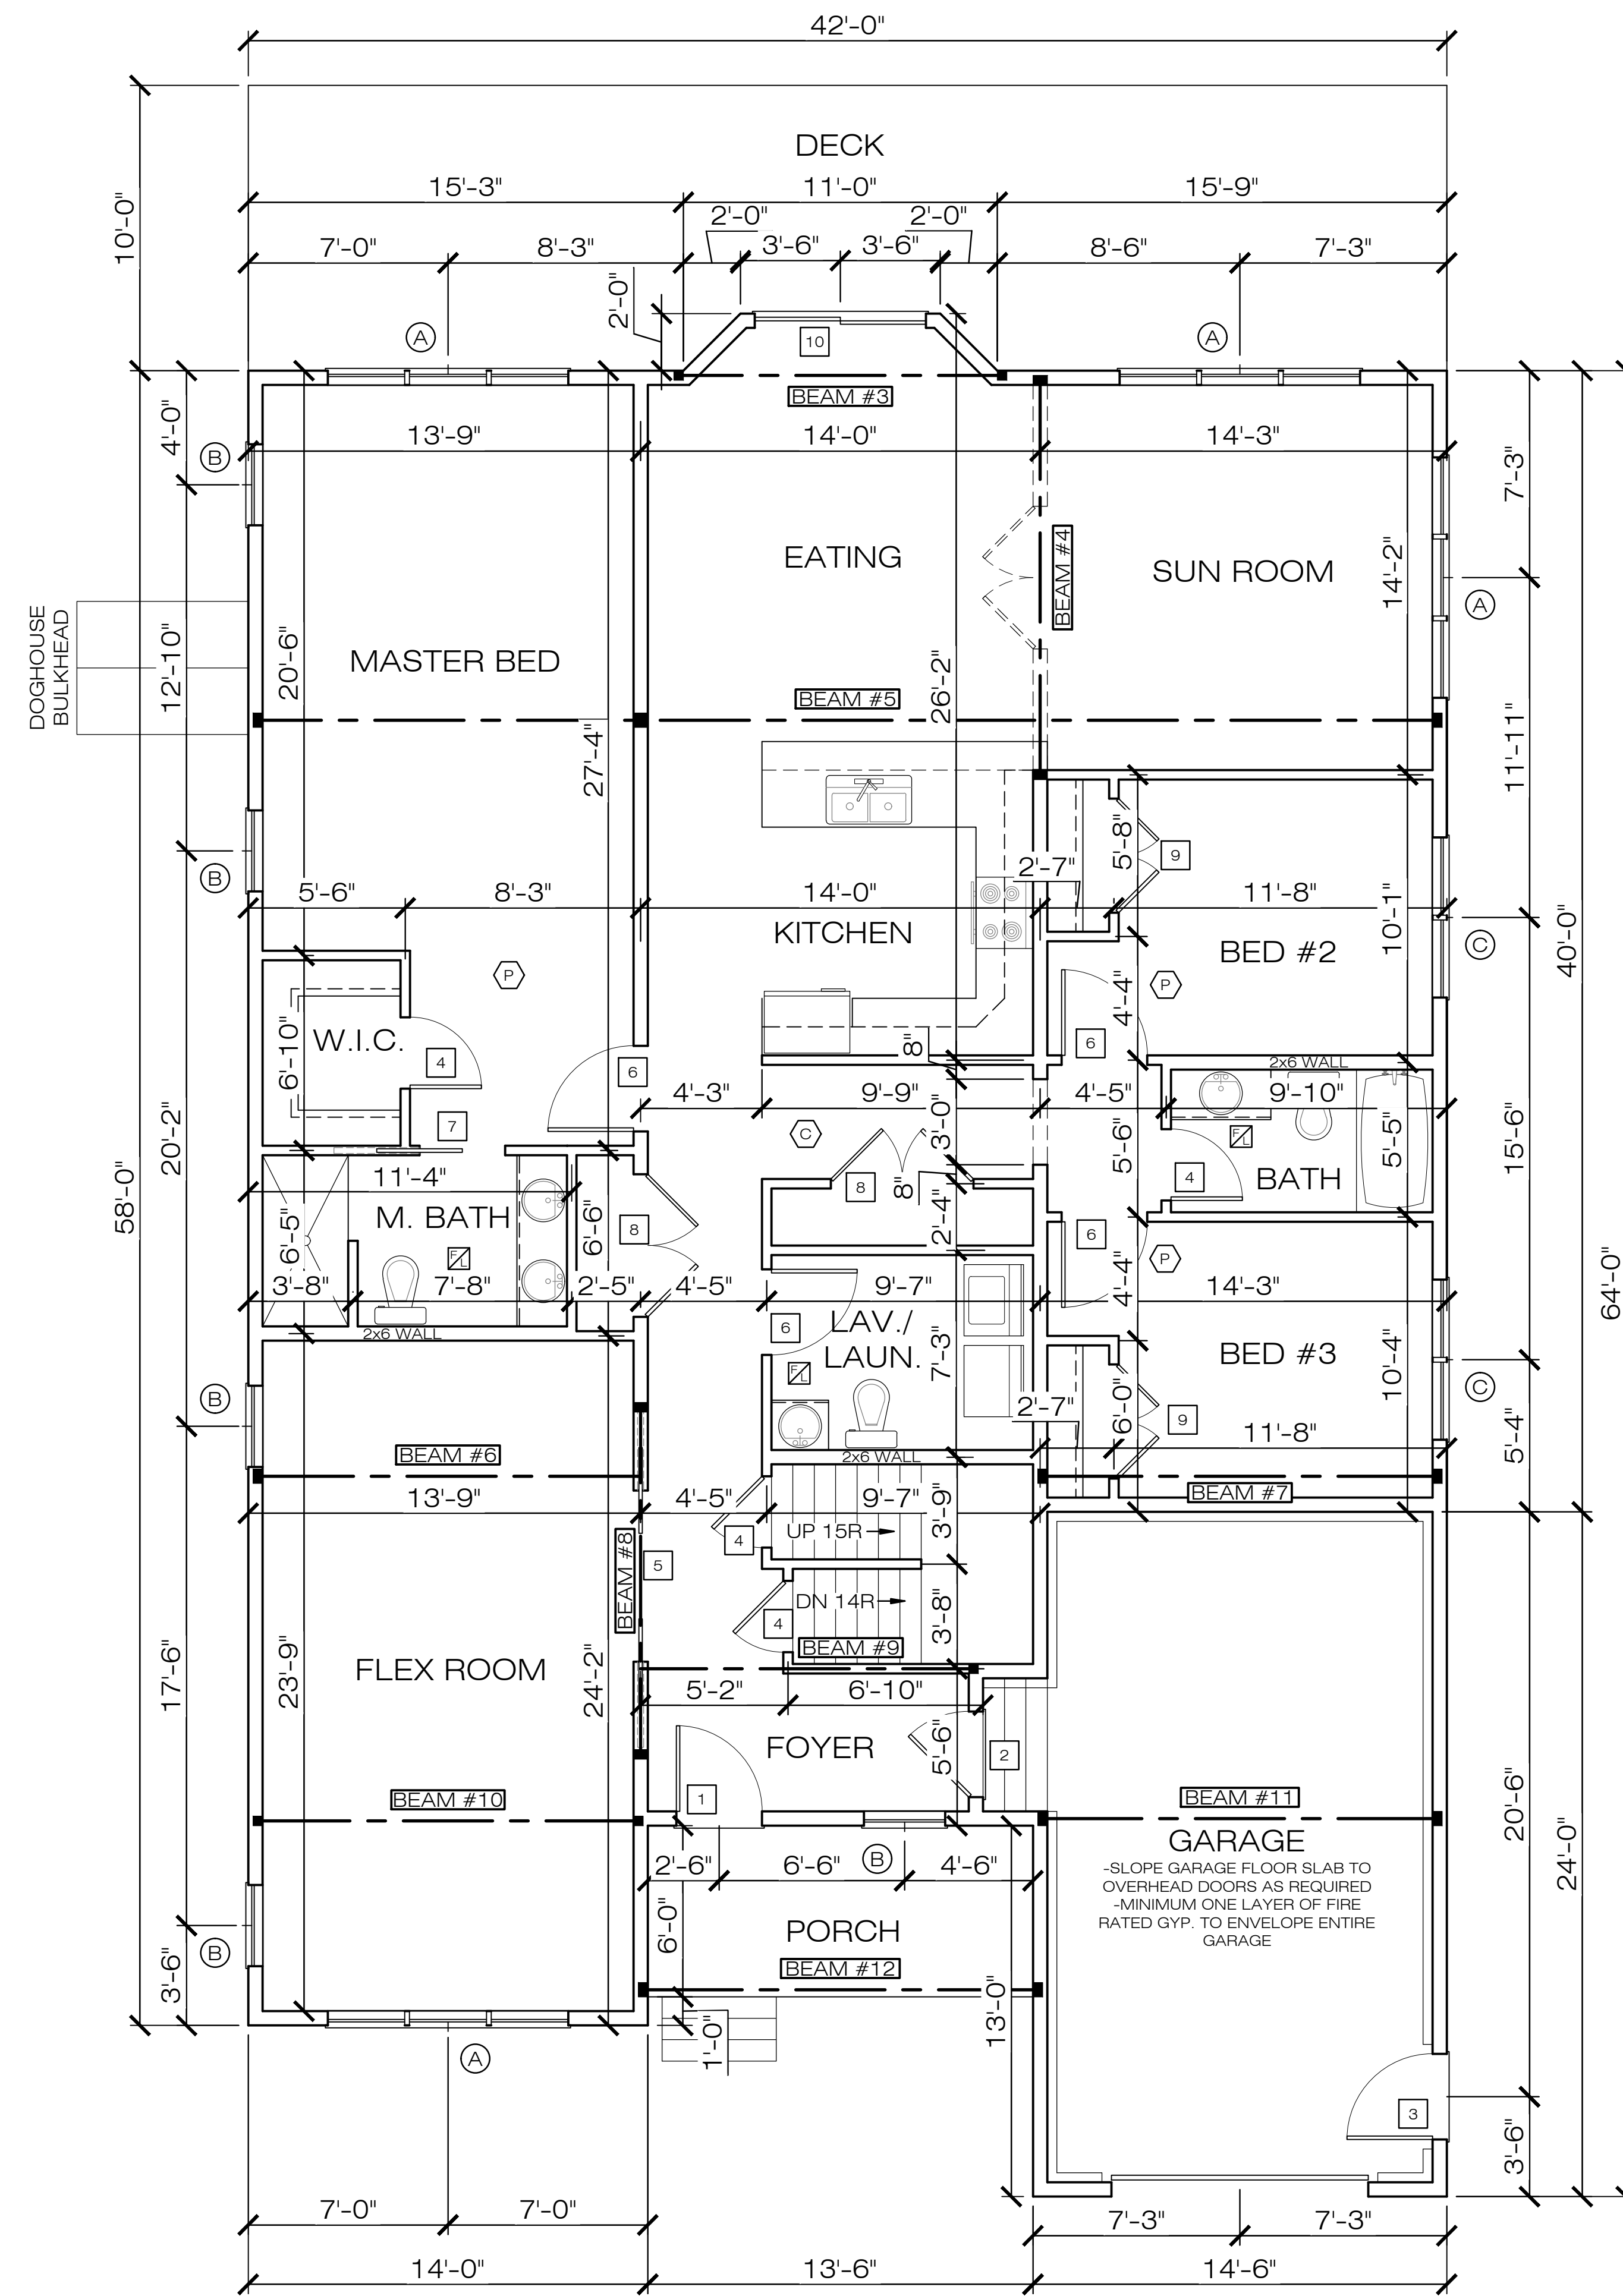 42'-0"
DECK
15'-3"
11'-0"
15'-9"
10'-0"
2'-0"
2'-0"
7'-0"
8'-3"
3'-6"
3'-6"
8'-6"
7'-3"
2'-0"
A
10
A
BEAM #3
4'-0"
B
13'-9"
14'-0"
14'-3"
7'-3"
EATING
SUN ROOM
BEAM #4
14'-2"
A
DOGHOUSE
BULKHEAD
12'-10"
20'-6"
MASTER BED
26'-2"
BEAM #5
27'-4"
11'-11"
B
5'-8"
9
2'-7"
5'-6"
8'-3"
14'-0"
11'-8"
KITCHEN
10'-1"
BED #2
C
40'-0"
P
P
4'-4"
W.I.C.
6'-10"
4
6
8"
6
2x6 WALL
4'-3"
9'-9"
4'-5"
9'-10"
7
C
3'-0"
F L
5'-6"
5'-5"
15'-6"
20'-2"
58'-0"
11'-4"
8
8"
4
BATH
M. BATH
6'-5"
6'-6"
8
2'-4"
6
F L
P
4'-4"
3'-8"
7'-8"
2'-5"
4'-5"
9'-7"
14'-3"
64'-0"
2x6 WALL
6
LAV./
LAUN.
7'-3"
F L
BED #3
10'-4"
C
B
2'-7"
6'-0"
9
11'-8"
5'-4"
BEAM #6
2x6 WALL
BEAM #7
13'-9"
4'-5"
9'-7"
3'-9"
UP 15R
4
BEAM #8
5
DN 14R
4
3'-8"
BEAM #9
17'-6"
23'-9"
FLEX ROOM
24'-2"
5'-2"
6'-10"
FOYER
5'-6"
2
1
BEAM #10
BEAM #11
20'-6"
24'-0"
GARAGE
-SLOPE GARAGE FLOOR SLAB TO
OVERHEAD DOORS AS REQUIRED
-MINIMUM ONE LAYER OF FIRE
RATED GYP. TO ENVELOPE ENTIRE
GARAGE
2'-6"
6'-6"
B
4'-6"
6'-0"
PORCH
BEAM #12
B
3'-6"
13'-0"
1'-0"
A
3
3'-6"
7'-0"
7'-0"
7'-3"
7'-3"
14'-0"
13'-6"
14'-6"